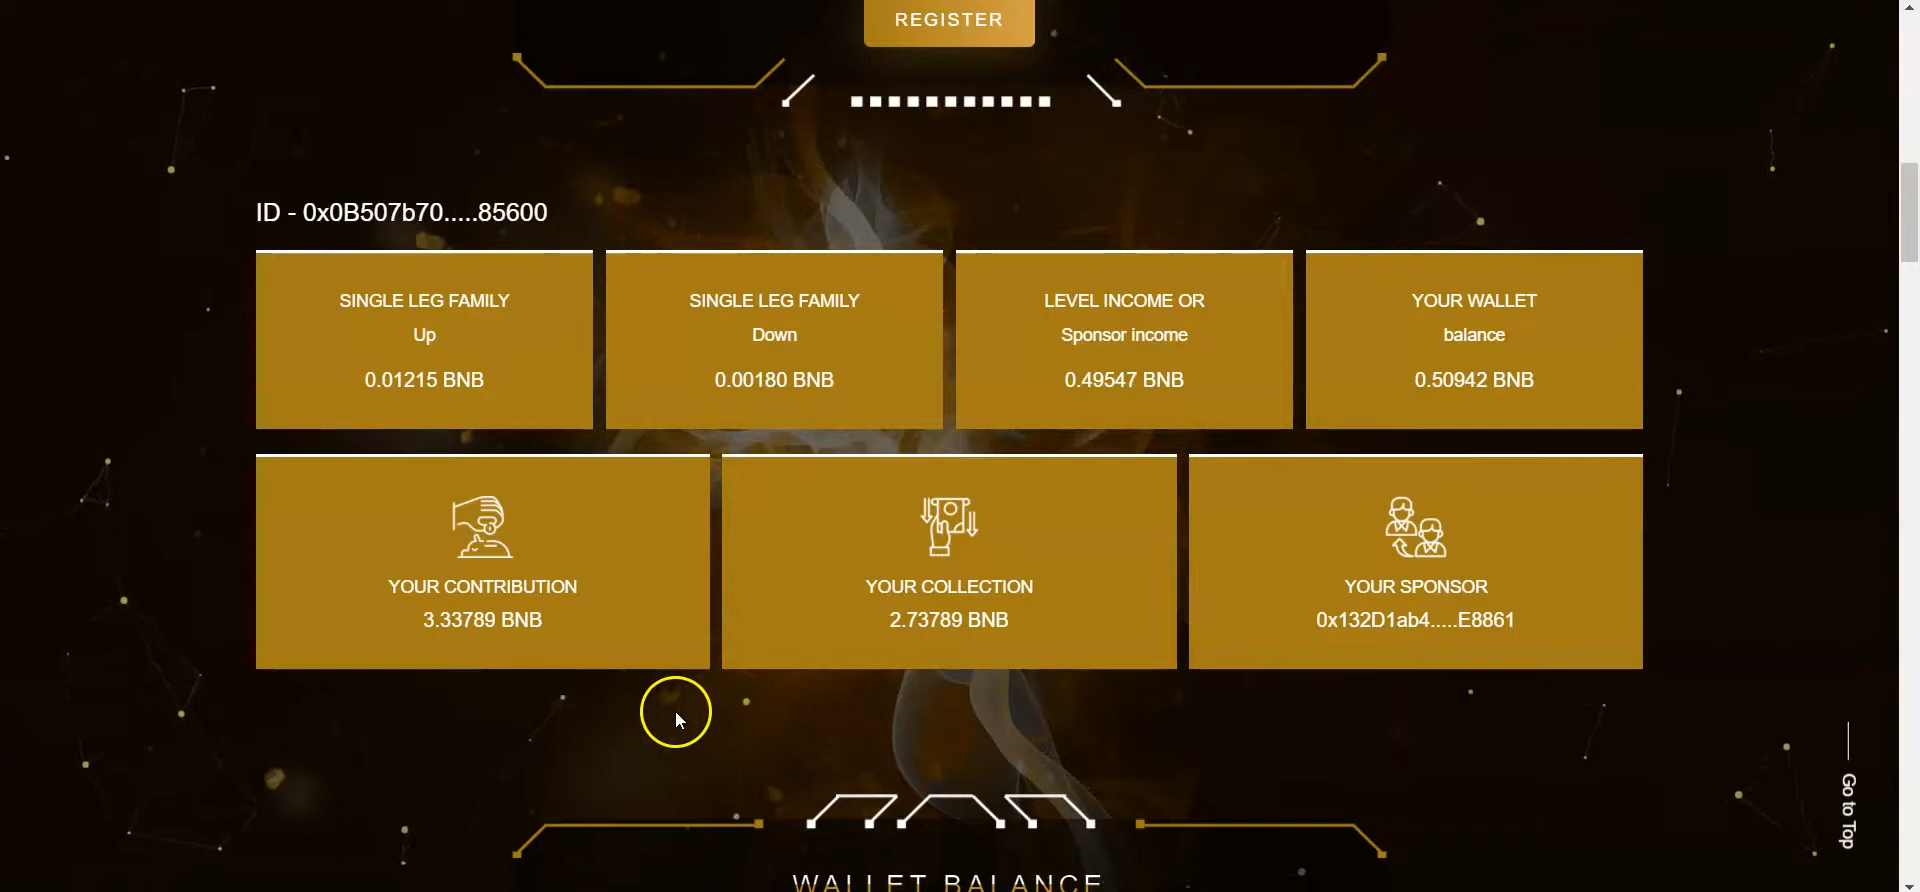 REGISTER
ID - 0x0B507b70.....85600
SINGLE LEG FAMILY
Up
0.01215 BNB
SINGLE LEG FAMILY
Down
0.00180 BNB
LEVEL INCOME OR
Sponsor income
0.49547 BNB
YOUR WALLET
balance
0.50942 BNB
YOUR CONTRIBUTION
3.33789 BNB
YOUR COLLECTION
2.73789 BNB
YOUR SPONSOR
0x132D1ab4.....E8861
Go to Top
WALLET BALANCE